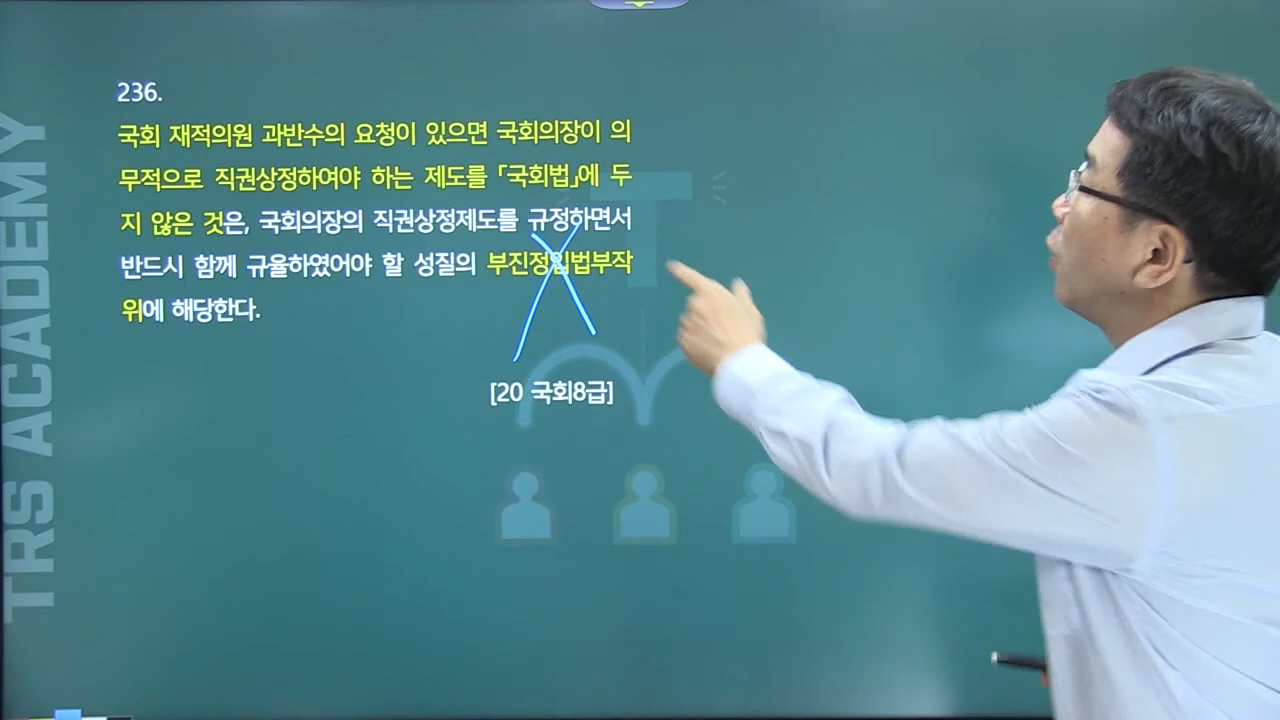 236.
국회 재적의원 과반수의 요청이 있으면 국회의장이 의
무적으로 직권상정하여야 하는 제도를 「국회법」에 두
지 않은 것은, 국회의장의 직권상정제도를 규정하면서
반드시 함께 규율하였어야 할 성질의 부진정입법부작
위에 해당한다.
[20 국회8급]
TRS ACADEMY